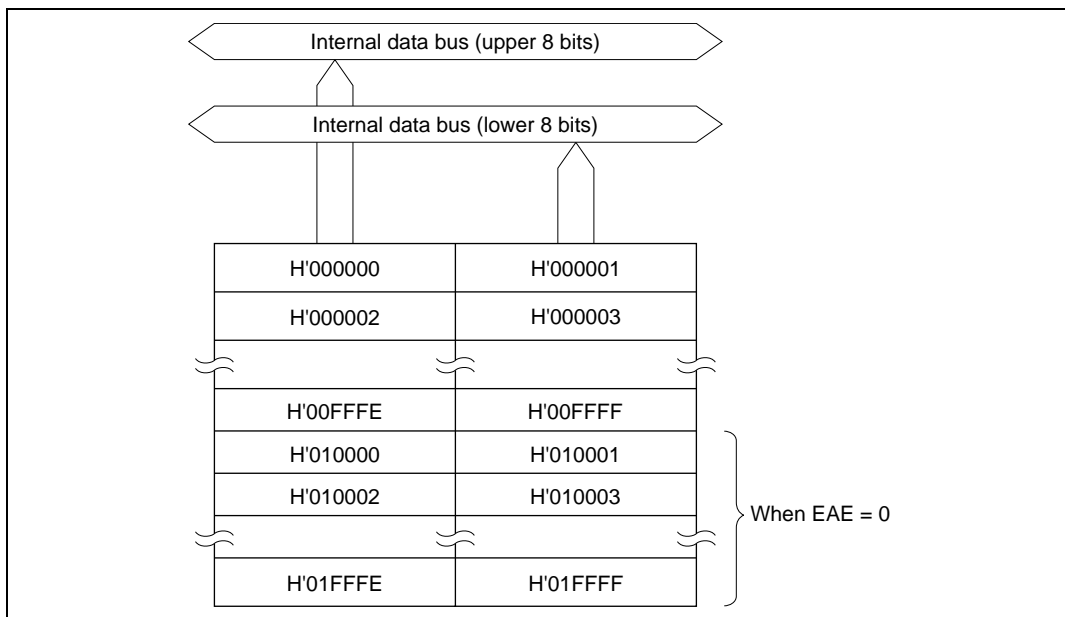 Internal data bus (upper 8 bits)
Internal data bus (lower 8 bits)
H'000000 H'000001
H'000002 H'000003
H'00FFFE H'00FFFF
H'010000 H'010001
H'010002 H'010003
When EAE = 0
H'01FFFE H'01FFFF